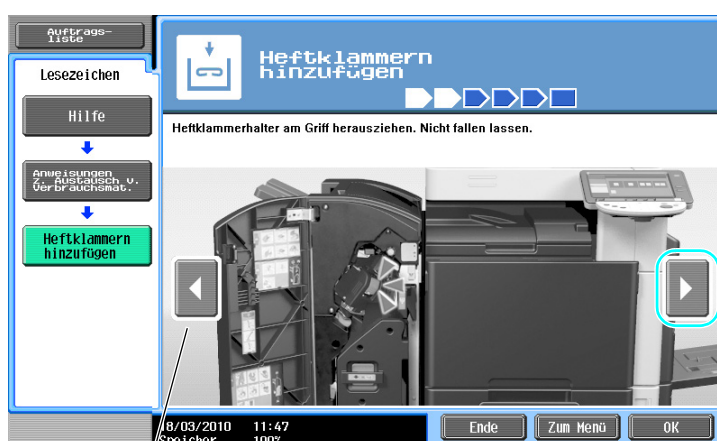 Auftrags-
liste
Lesezeichen
Hilfe
Anweisungen
z. Austausch v.
Verbrauchsmat.
Heftklammern
hinzufügen
Heftklammern
hinzufügen
Heftklammerhalter am Griff herausziehen. Nicht fallen lassen.
18/03/2010 11:47
Speicher 100%
Ende
Zum Menü
OK